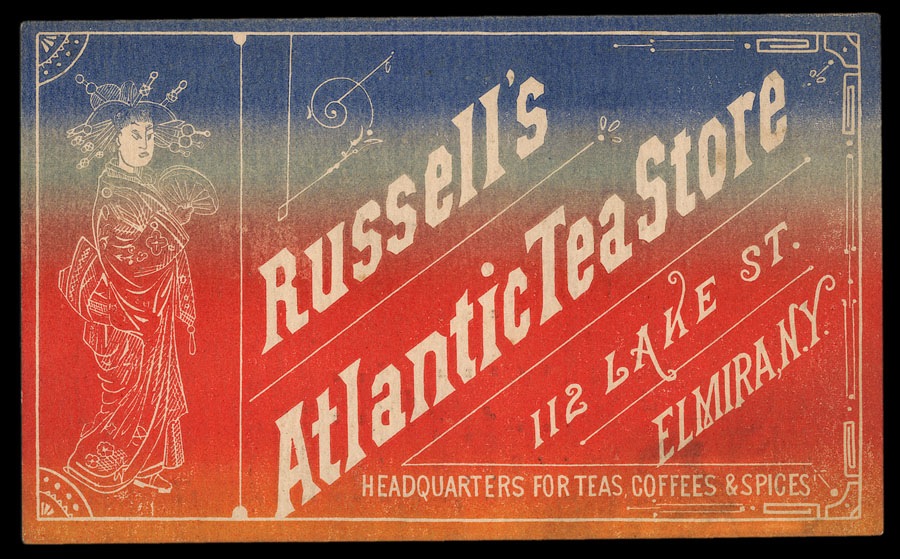 Russell's
Atlantic Tea Store
112 LAKE ST.
ELMIRA, N.Y.
HEADQUARTERS FOR TEAS, COFFEES & SPICES